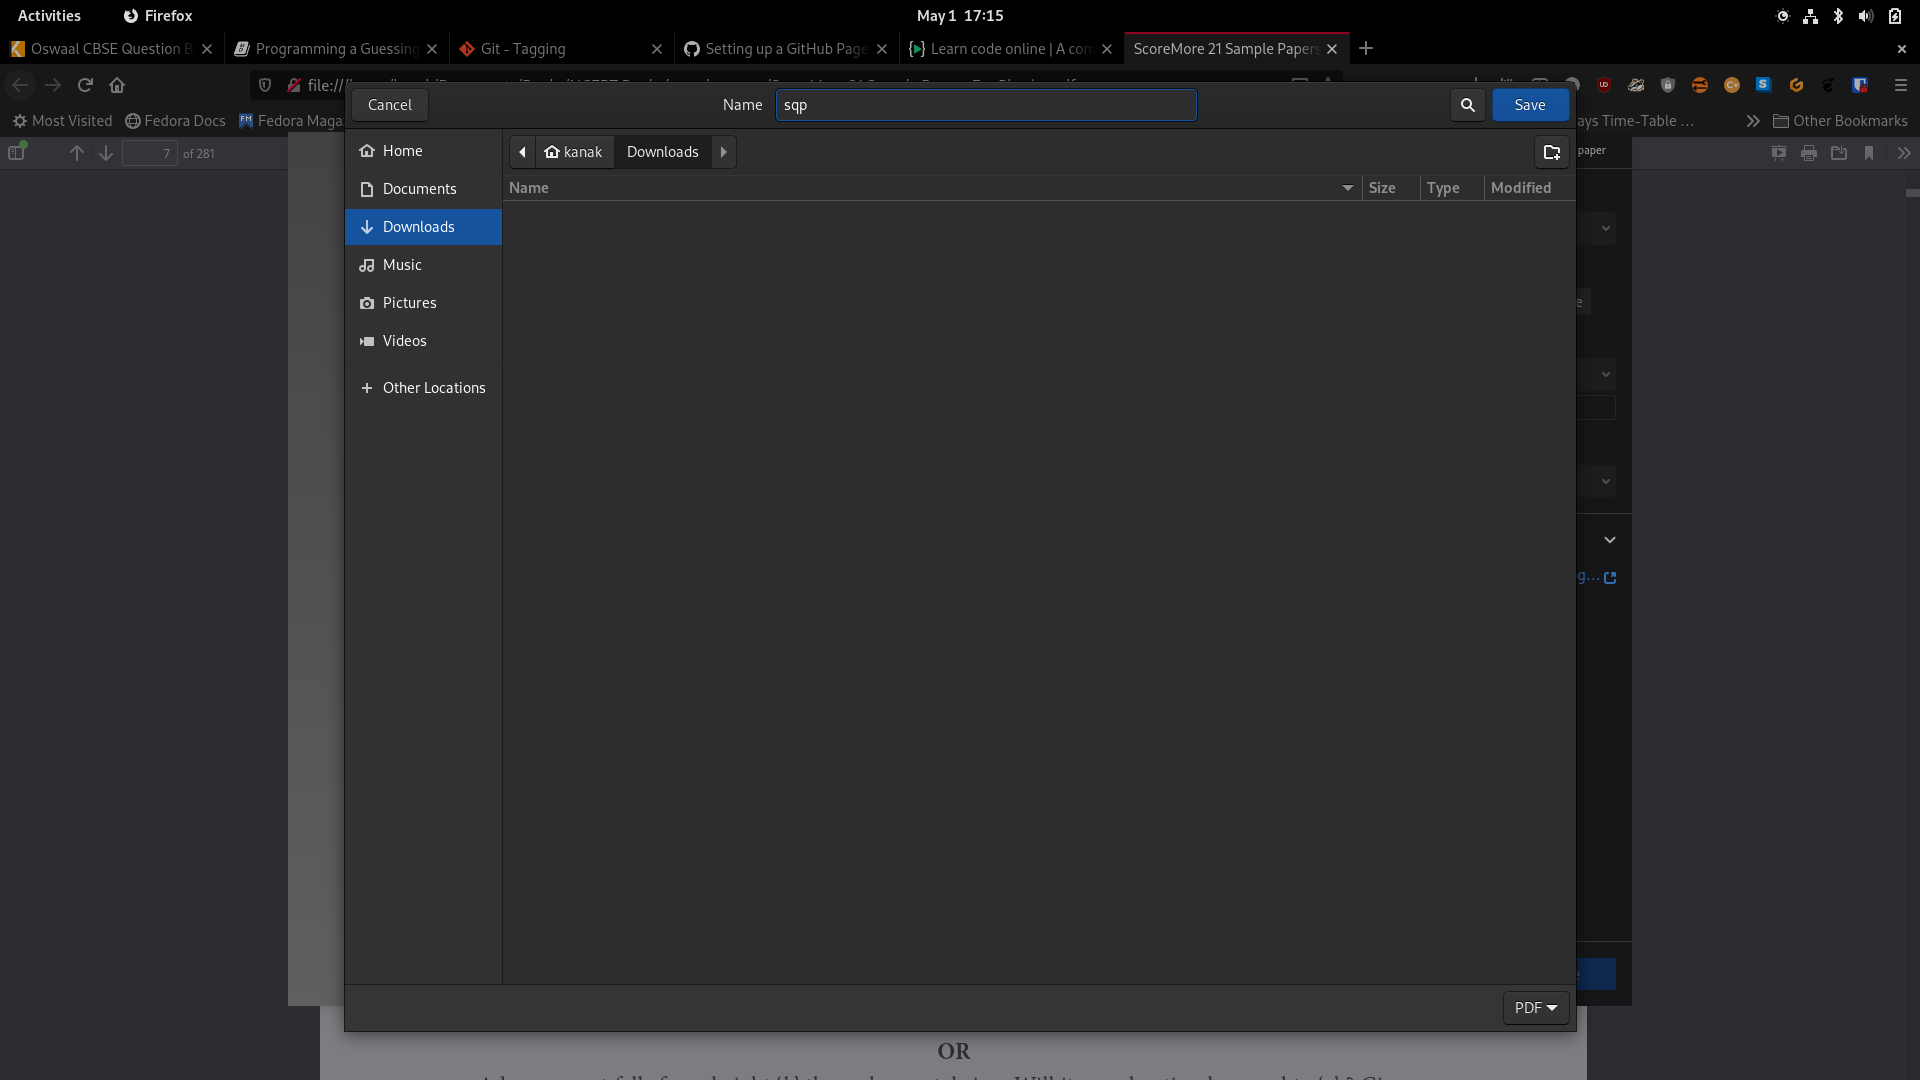 Activities
Firefox
May 1 17:15
Oswaal CBSE Question B
Programming a Guessing
Git - Tagging
Setting up a GitHub Page
Learn code online | A com
ScoreMore 21 Sample Papers
file:///
Most Visited
Fedora Docs
Fedora Maga
ays Time-Table …
Other Bookmarks
Cancel
Name
sqp
Save
7
of 281
paper
Home
Documents
Downloads
Music
Pictures
Videos
Other Locations
kanak
Downloads
Name
Size
Type
Modified
g…
PDF
OR